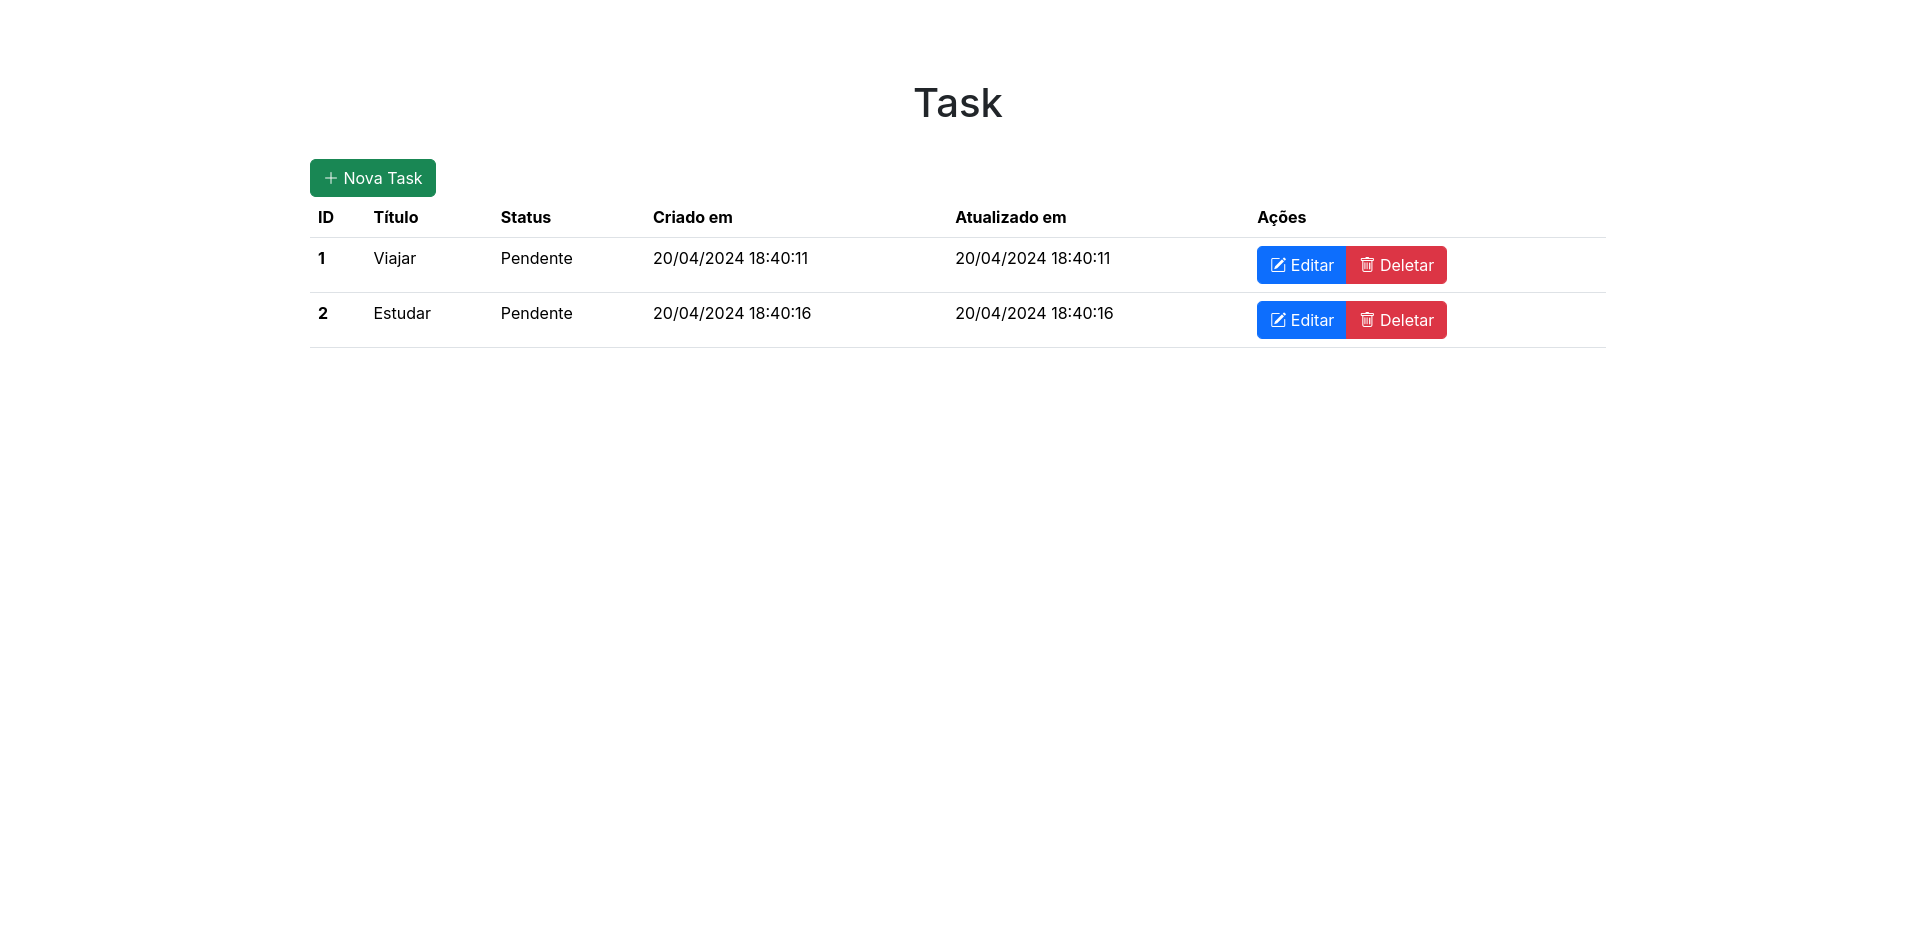 Task
Nova Task
ID Título Status Criado em Atualizado em Ações
1 Viajar Pendente 20/04/2024 18:40:11 20/04/2024 18:40:11 Editar Deletar
2 Estudar Pendente 20/04/2024 18:40:16 20/04/2024 18:40:16 Editar Deletar